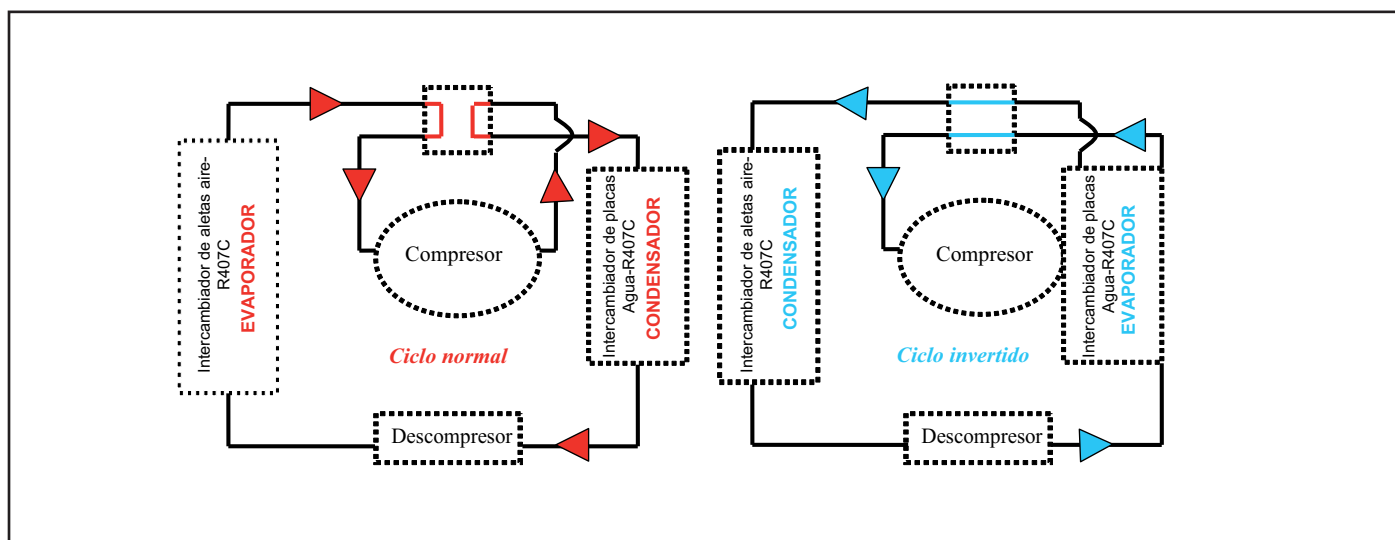 Intercambiador de aletas aire-
R407C
EVAPORADOR
Compresor
Intercambiador de placas
Agua-R407C
CONDENSADOR
Ciclo normal
Descompresor
Intercambiador de aletas aire-
R407C
CONDENSADOR
Compresor
Intercambiador de placas
Agua-R407C
EVAPORADOR
Ciclo invertido
Descompresor